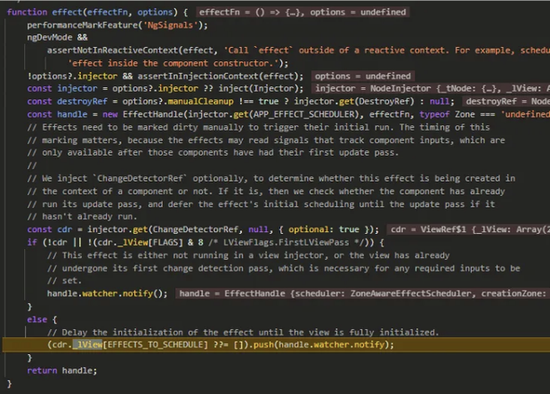 function effect(effectFn, options) {  effectFn = () => {…}, options = undefined
performanceMarkFeature('NgSignals');
ngDevMode &&
assertNotInReactiveContext(effect, 'Call `effect` outside of a reactive context. For example, schedu
'effect inside the component constructor.');
!options?.injector && assertInInjectionContext(effect);  options = undefined
const injector = options?.injector ?? inject(Injector);  injector = NodeInjector {_tNode: {…}, _lView: A
const destroyRef = options?.manualCleanup !== true ? injector.get(DestroyRef) : null;  destroyRef = Node
const handle = new EffectHandle(injector.get(APP_EFFECT_SCHEDULER), effectFn, typeof Zone === 'undefined
// Effects need to be marked dirty manually to trigger their initial run. The timing of this
// marking matters, because the effects may read signals that track component inputs, which are
// only available after those components have had their first update pass.
//
// We inject `ChangeDetectorRef` optionally, to determine whether this effect is being created in
// the context of a component or not. If it is, then we check whether the component has already
// run its update pass, and defer the effect's initial scheduling until the update pass if it
// hasn't already run.
const cdr = injector.get(ChangeDetectorRef, null, { optional: true });  cdr = ViewRef$1 {_lView: Array(2
if (!cdr || !(cdr._lView[FLAGS] & 8 /* LViewFlags.FirstLViewPass */)) {
// This effect is either not running in a view injector, or the view has already
// undergone its first change detection pass, which is necessary for any required inputs to be
// set.
handle.watcher.notify();  handle = EffectHandle {scheduler: ZoneAwareEffectScheduler, creationZone:
}
else {
// Delay the initialization of the effect until the view is fully initialized.
(cdr._lView[EFFECTS_TO_SCHEDULE] ??= []).push(handle.watcher.notify);
}
return handle;
}